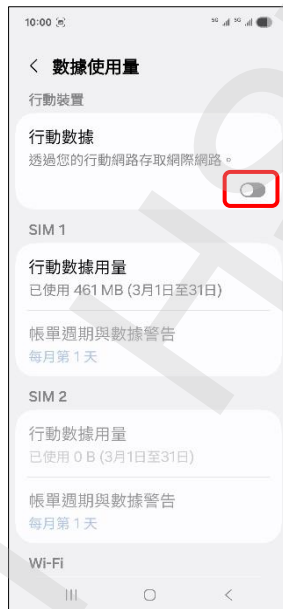 10:00
5G 5G
數據使用量
行動裝置
行動數據
透過您的行動網路存取網際網路。
SIM 1
行動數據用量
已使用 461 MB (3月1日至31日)
帳單週期與數據警告
每月第 1 天
SIM 2
行動數據用量
已使用 0 B (3月1日至31日)
帳單週期與數據警告
每月第 1 天
Wi-Fi